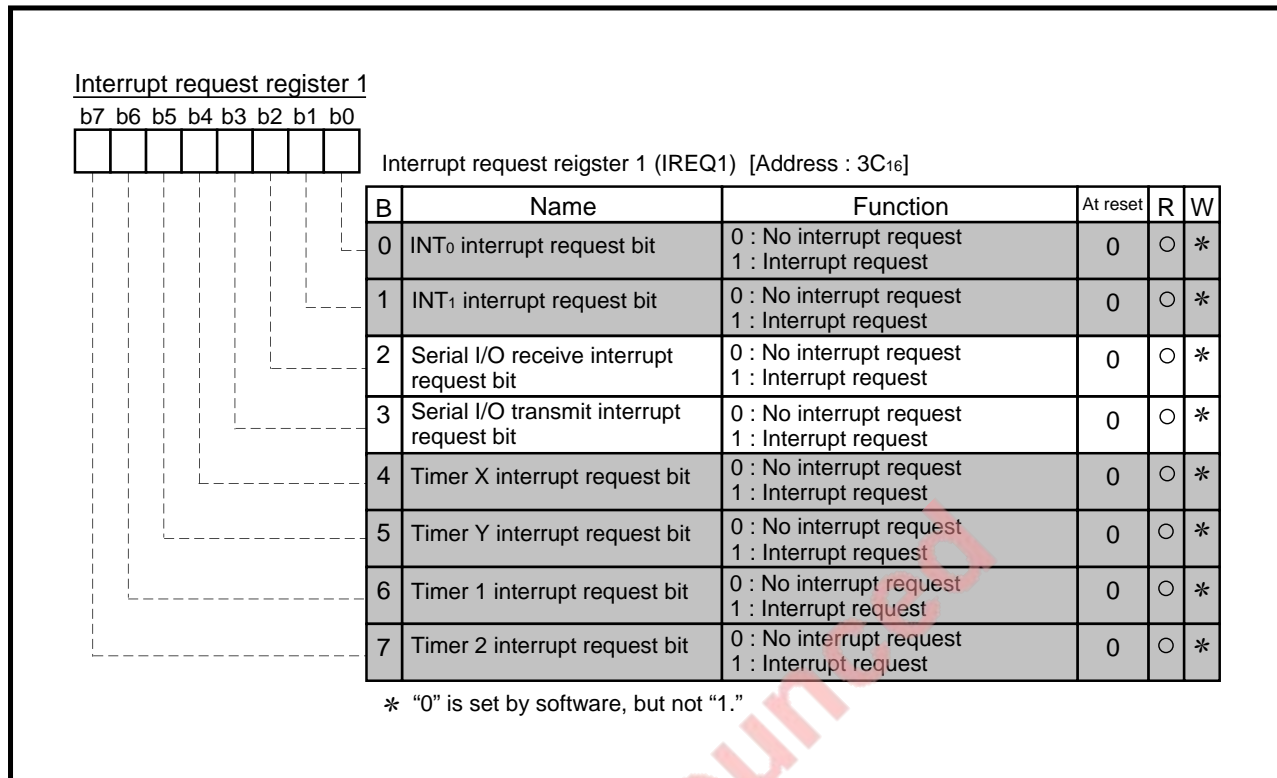 Interrupt request register 1
b7 b6 b5 b4 b3 b2 b1 b0
Interrupt request reigster 1 (IREQ1) [Address : 3C16]
B Name Function At reset R W
0 INT0 interrupt request bit 0 : No interrupt request 0 ○ *
1 : Interrupt request
1 INT1 interrupt request bit 0 : No interrupt request 0 ○ *
1 : Interrupt request
2 Serial I/O receive interrupt 0 : No interrupt request 0 ○ *
request bit 1 : Interrupt request
3 Serial I/O transmit interrupt 0 : No interrupt request 0 ○ *
request bit 1 : Interrupt request
4 Timer X interrupt request bit 0 : No interrupt request 0 ○ *
1 : Interrupt request
5 Timer Y interrupt request bit 0 : No interrupt request 0 ○ *
1 : Interrupt request
6 Timer 1 interrupt request bit 0 : No interrupt request 0 ○ *
1 : Interrupt request
7 Timer 2 interrupt request bit 0 : No interrupt request 0 ○ *
1 : Interrupt request
* “0” is set by software, but not “1.”